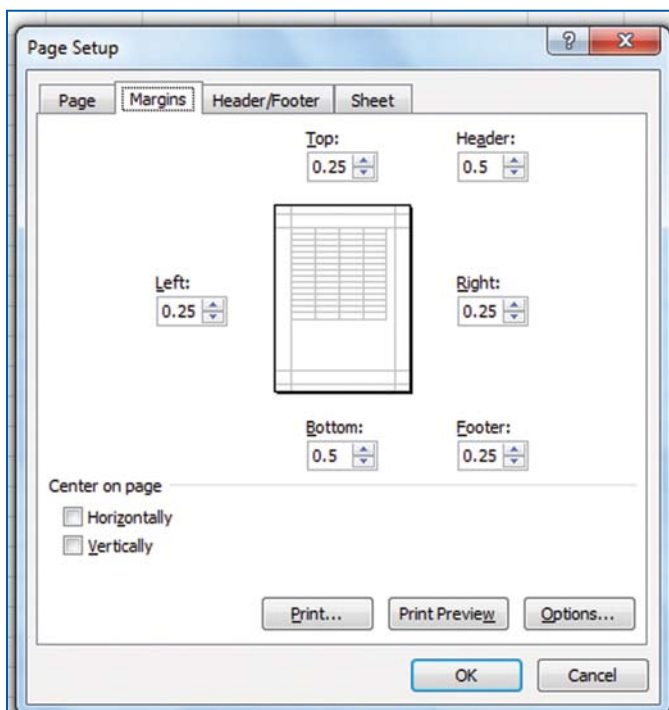 Page Setup
Page Margins Header/Footer Sheet
Top: Header:
0.25 0.5
Left: Right:
0.25 0.25
Bottom: Footer:
0.5 0.25
Center on page
Horizontally
Vertically
Print... Print Preview Options...
OK Cancel